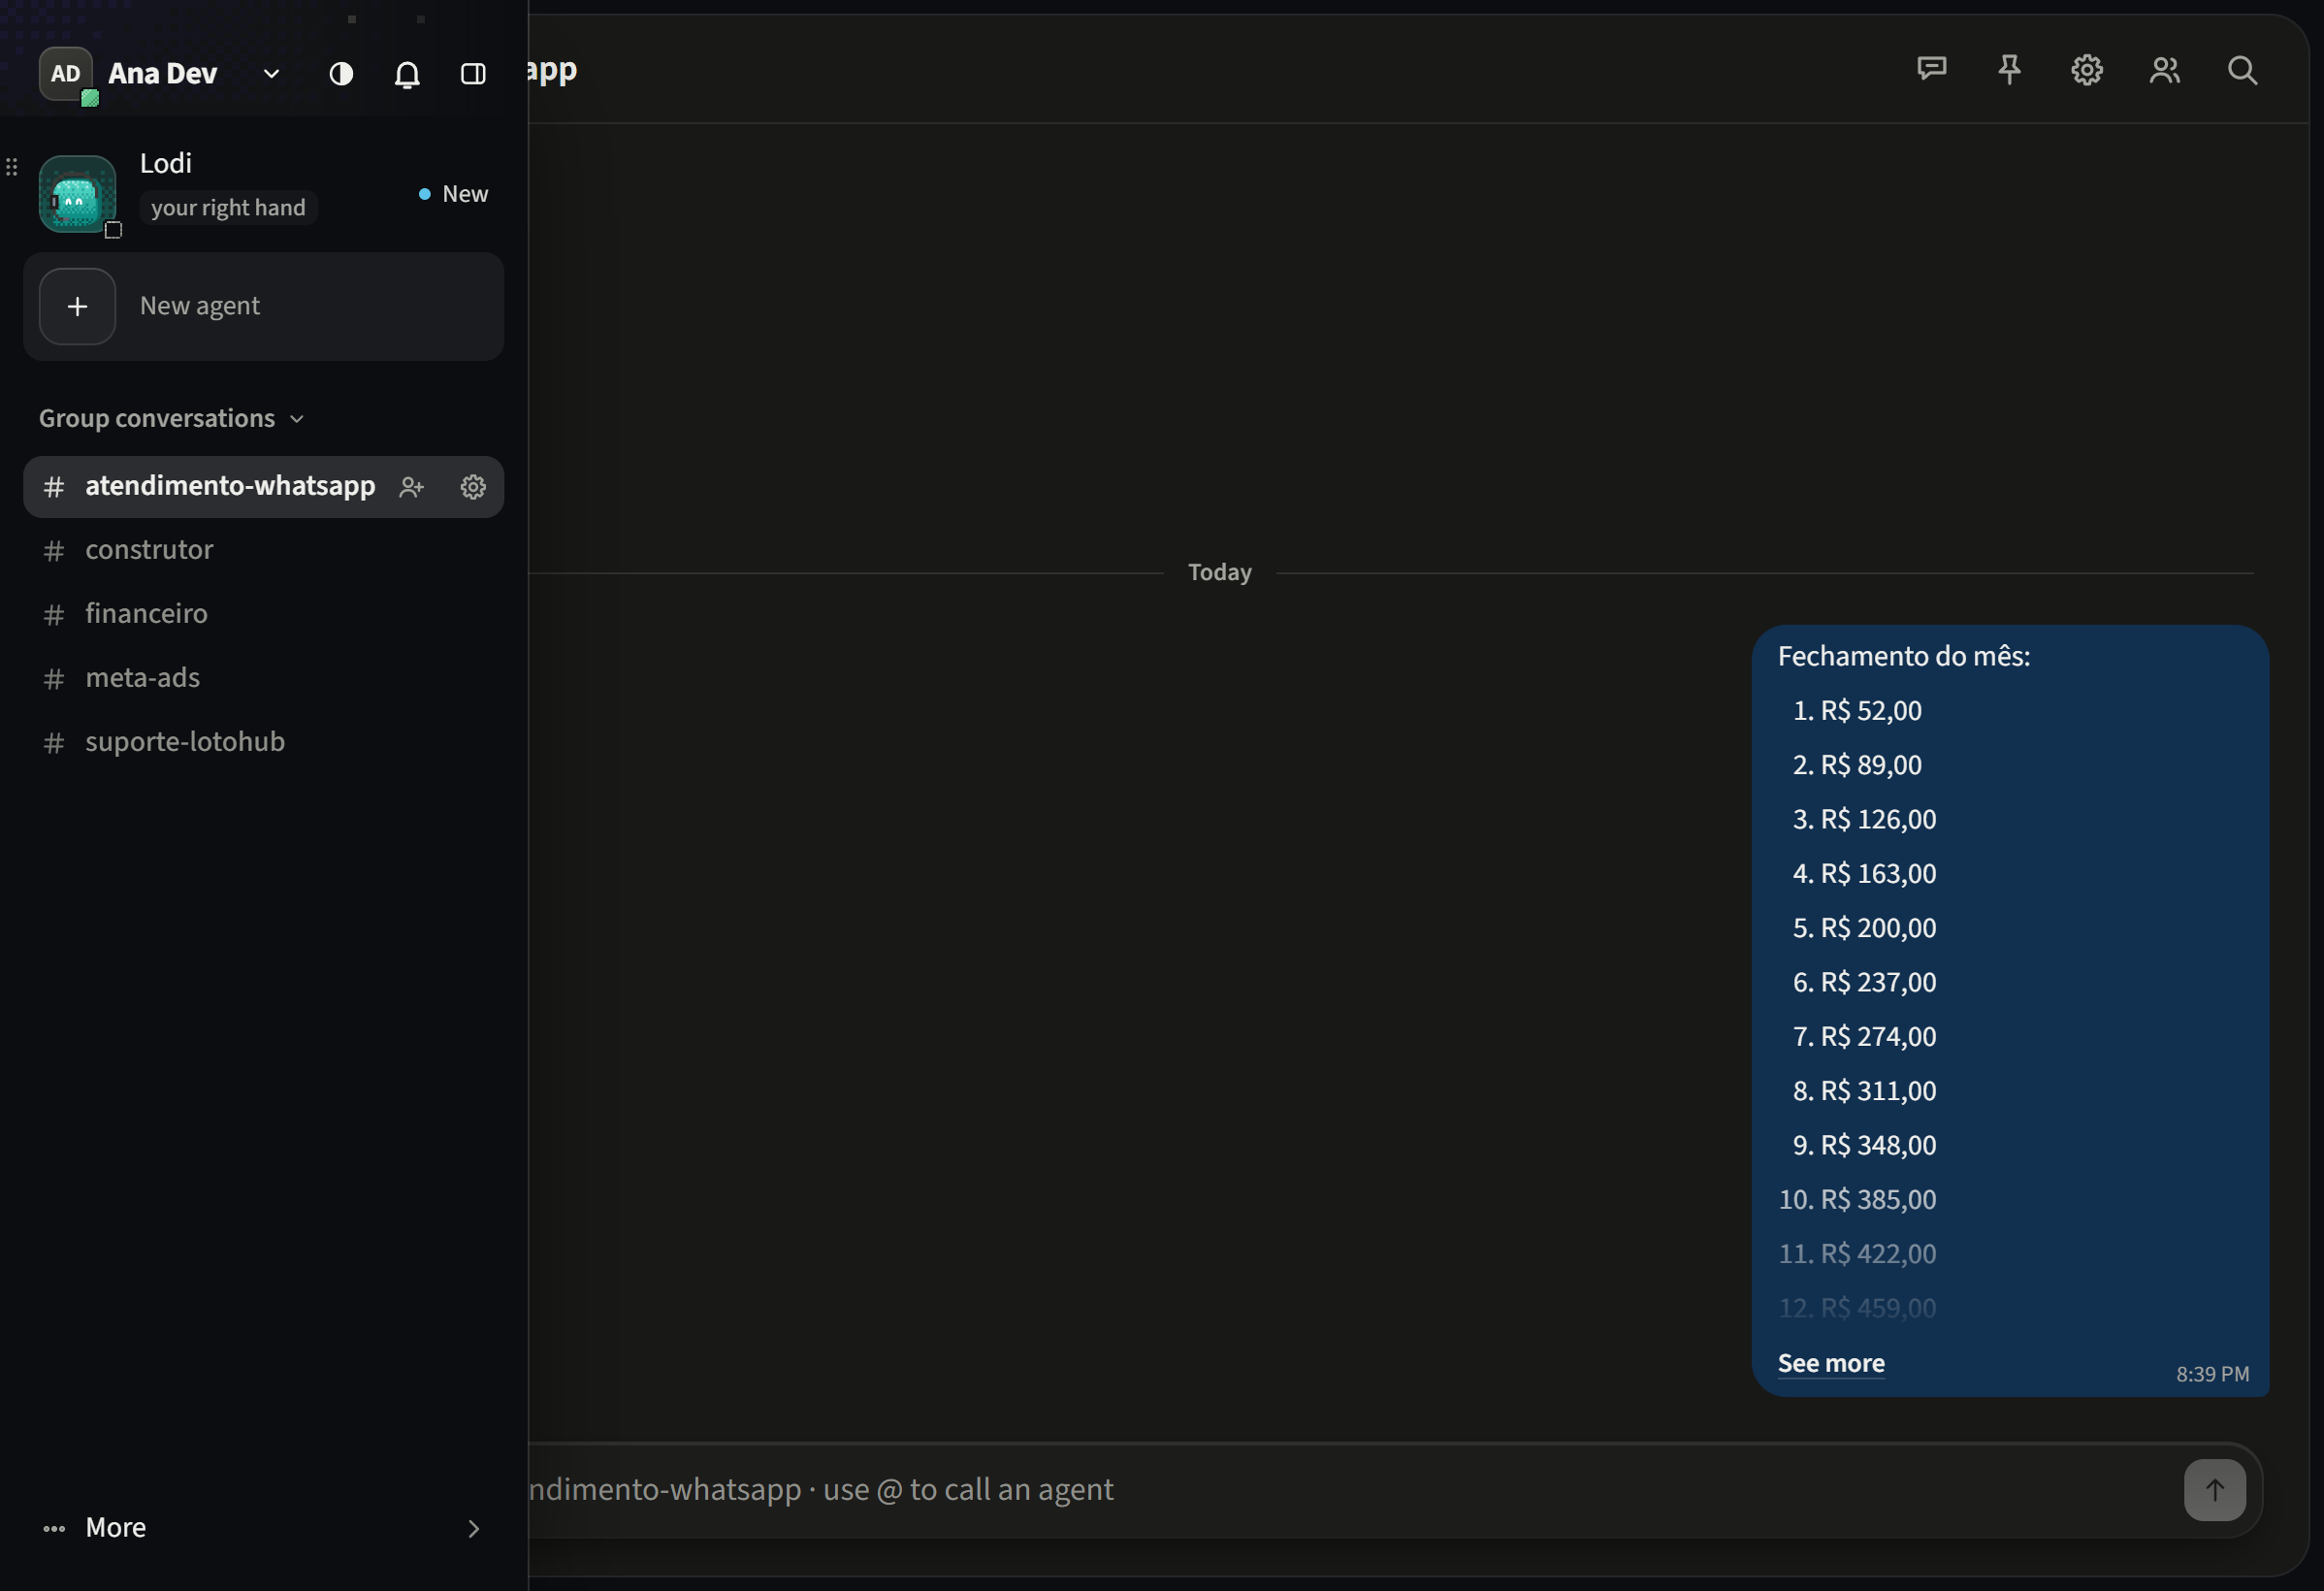 AD Ana Dev
Lodi
your right hand
New
New agent
Group conversations
# atendimento-whatsapp
# construtor
# financeiro
# meta-ads
# suporte-lotohub
More
app
Today
Fechamento do mês:
1. R$ 52,00
2. R$ 89,00
3. R$ 126,00
4. R$ 163,00
5. R$ 200,00
6. R$ 237,00
7. R$ 274,00
8. R$ 311,00
9. R$ 348,00
10. R$ 385,00
11. R$ 422,00
12. R$ 459,00
See more
8:39 PM
ndimento-whatsapp · use @ to call an agent